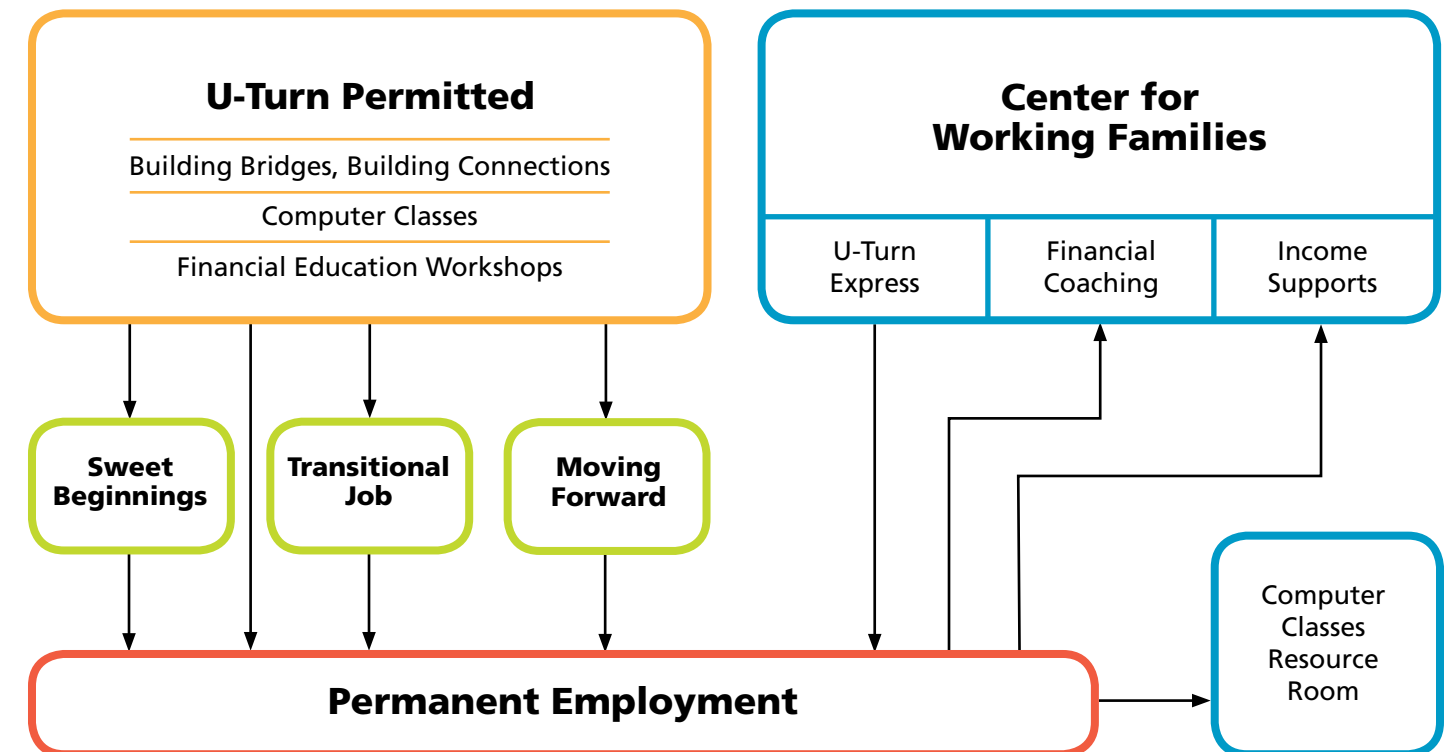 U-Turn Permitted
Building Bridges, Building Connections
Computer Classes
Financial Education Workshops
Center for
Working Families
U-Turn
Express
Financial
Coaching
Income
Supports
Sweet
Beginnings
Transitional
Job
Moving
Forward
Computer
Classes
Resource
Room
Permanent Employment